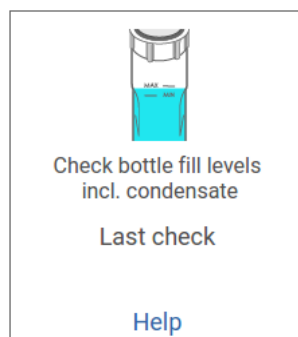 MAX
MIN
Check bottle fill levels
incl. condensate
Last check
Help